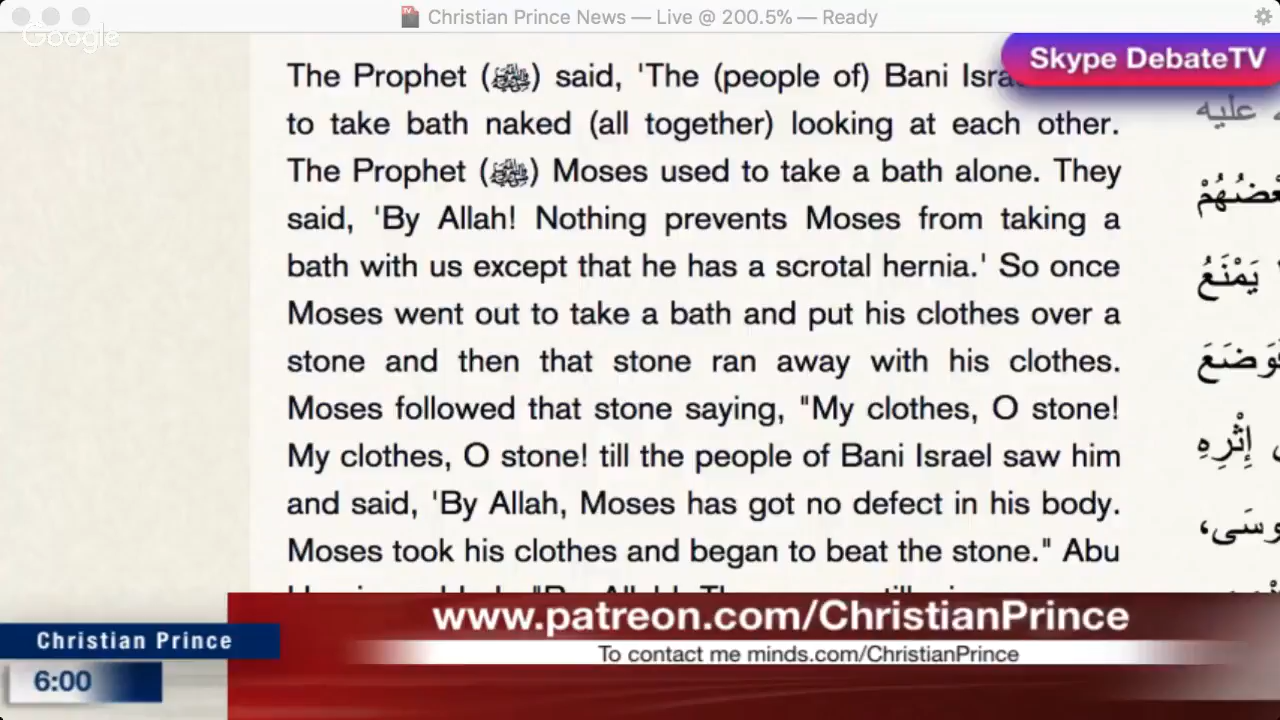 Christian Prince News — Live @ 200.5% — Ready
Google
Skype DebateTV
The Prophet (ﷺ) said, 'The (people of) Bani
to take bath naked (all together) looking at each other.
The Prophet (ﷺ) Moses used to take a bath alone. They
said, 'By Allah! Nothing prevents Moses from taking a
bath with us except that he has a scrotal hernia.' So once
Moses went out to take a bath and put his clothes over a
stone and then that stone ran away with his clothes.
Moses followed that stone saying, "My clothes, O stone!
My clothes, O stone! till the people of Bani Israel saw him
and said, 'By Allah, Moses has got no defect in his body.
Moses took his clothes and began to beat the stone." Abu
عليه
يَمْنَعُ
إِثْرِهِ
www.patreon.com/ChristianPrince
To contact me minds.com/ChristianPrince
Christian Prince
6:00